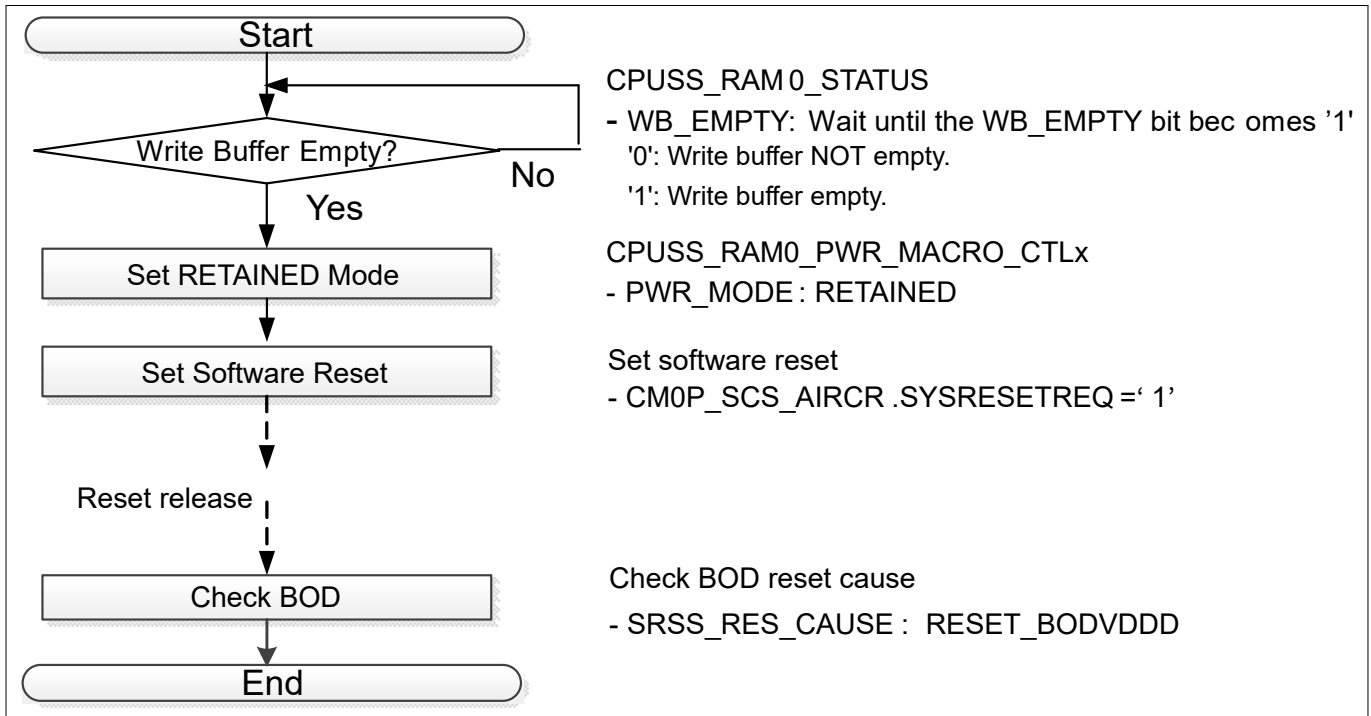 Start
CPUSS_RAM 0_STATUS
- WB_EMPTY: Wait until the WB_EMPTY bit bec omes '1'
Write Buffer Empty?
'0': Write buffer NOT empty.
No
'1': Write buffer empty.
Yes
CPUSS_RAM0_PWR_MACRO_CTLx
Set RETAINED Mode
- PWR_MODE : RETAINED
Set software reset
Set Software Reset
- CM0P_SCS_AIRCR .SYSRESETREQ =‘ 1’
Reset release
Check BOD reset cause
Check BOD
- SRSS_RES_CAUSE : RESET_BODVDDD
End